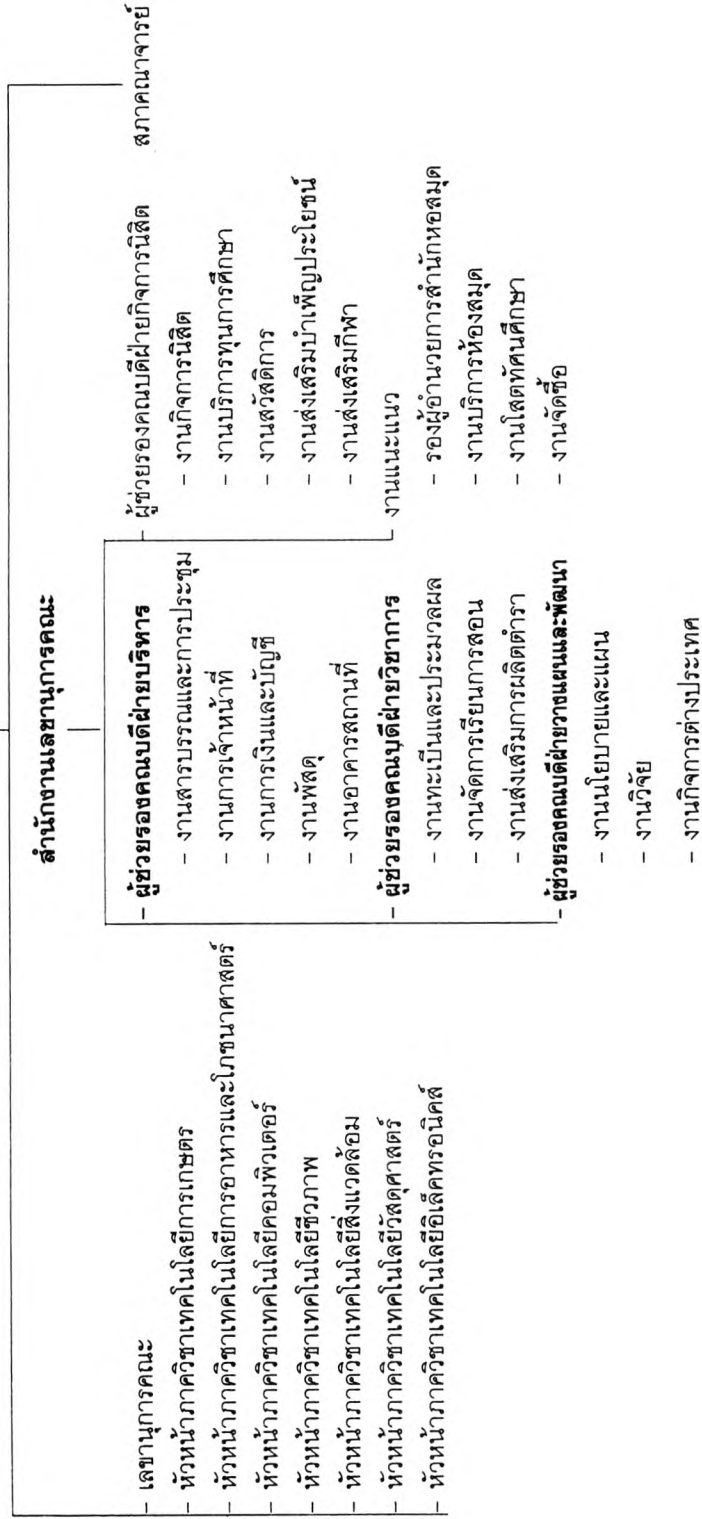 สำนักงานเลขานุการคณะ
– เลขานุการคณะ
– หัวหน้าภาควิชาเทคโนโลยีการเกษตร
– หัวหน้าภาควิชาเทคโนโลยีการอาหารและโภชนาศาสตร์
– หัวหน้าภาควิชาเทคโนโลยีคอมพิวเตอร์
– หัวหน้าภาควิชาเทคโนโลยีชีวภาพ
– หัวหน้าภาควิชาเทคโนโลยีสิ่งแวดล้อม
– หัวหน้าภาควิชาเทคโนโลยีวัสดุศาสตร์
– หัวหน้าภาควิชาเทคโนโลยีอิเล็คทรอนิคส์
– ผู้ช่วยรองคณบดีฝ่ายบริหาร
– งานสารบรรณและการประชุม
– งานการเจ้าหน้าที่
– งานการเงินและบัญชี
– งานพัสดุ
– งานอาคารสถานที่
– ผู้ช่วยรองคณบดีฝ่ายวิชาการ
– งานทะเบียนและประมวลผล
– งานจัดการเรียนการสอน
– งานส่งเสริมการผลิตตำรา
– ผู้ช่วยรองคณบดีฝ่ายวางแผนและพัฒนา
– งานนโยบายและแผน
– งานวิจัย
– งานกิจการต่างประเทศ
– ผู้ช่วยรองคณบดีฝ่ายกิจการนิสิต
– งานกิจการนิสิต
– งานบริการทุนการศึกษา
– งานสวัสดิการ
– งานส่งเสริมบำเพ็ญประโยชน์
– งานส่งเสริมกีฬา
– งานแนะแนว
– รองผู้อำนวยการสำนักหอสมุด
– งานบริการห้องสมุด
– งานโสตทัศนศึกษา
– งานจัดซื้อ
สภาคณาจารย์